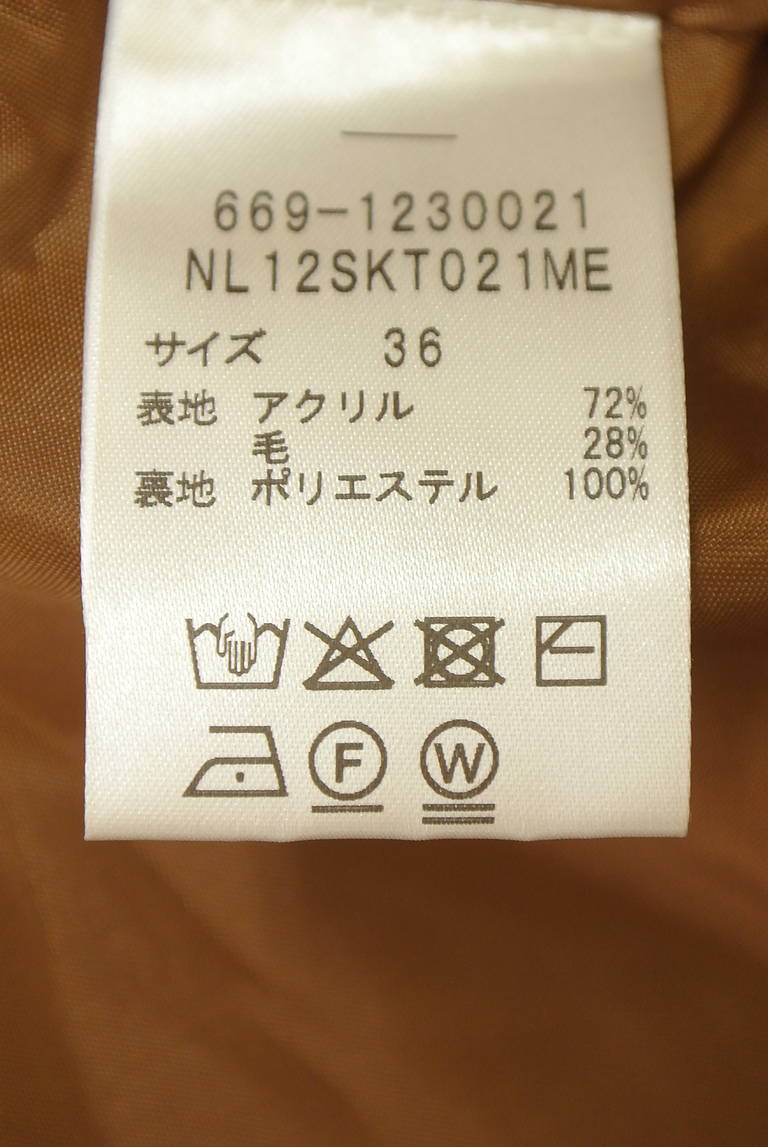 669-1230021
NL12SKT021ME
サイズ 36
表地 アクリル 72%
毛 28%
裏地 ポリエステル 100%
F W